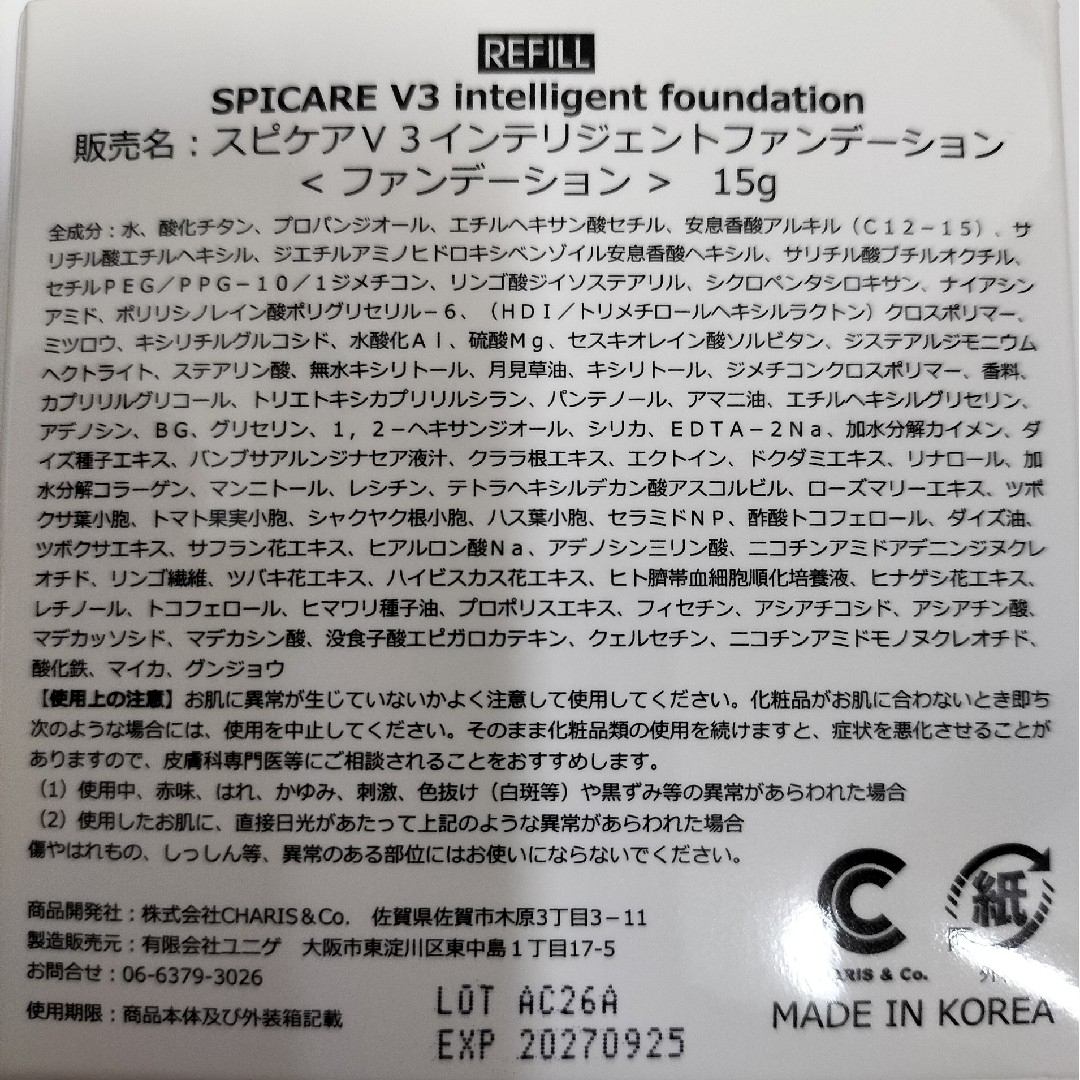 REFILL
SPICARE V3 intelligent foundation
販売名：スピケアV３インテリジェントファンデーション
＜ファンデーション＞　15g
全成分：水、酸化チタン、プロパンジオール、エチルヘキサン酸セチル、安息香酸アルキル（Ｃ１２－１５）、サ
リチル酸エチルヘキシル、ジエチルアミノヒドロキシベンゾイル安息香酸ヘキシル、サリチル酸ブチルオクチル、
セチルＰＥＧ／ＰＰＧ－１０／１ジメチコン、リンゴ酸ジイソステアリル、シクロペンタシロキサン、ナイアシン
アミド、ポリリシノレイン酸ポリグリセリル－６、（ＨＤＩ／トリメチロールヘキシルラクトン）クロスポリマー、
ミツロウ、キシリチルグルコシド、水酸化Ａｌ、硫酸Ｍｇ、セスキオレイン酸ソルビタン、ジステアルジモニウム
ヘクトライト、ステアリン酸、無水キシリトール、月見草油、キシリトール、ジメチコンクロスポリマー、香料、
カプリリルグリコール、トリエトキシカプリリルシラン、パンテノール、アマニ油、エチルヘキシルグリセリン、
アデノシン、ＢＧ、グリセリン、１，２－ヘキサンジオール、シリカ、ＥＤＴＡ－２Ｎａ、加水分解カイメン、ダ
イズ種子エキス、バンブサアルンジナセア液汁、クララ根エキス、エクトイン、ドクダミエキス、リナロール、加
水分解コラーゲン、マンニトール、レシチン、テトラヘキシルデカン酸アスコルビル、ローズマリーエキス、ツボ
クサ葉小胞、トマト果実小胞、シャクヤク根小胞、ハス葉小胞、セラミドＮＰ、酢酸トコフェロール、ダイズ油、
ツボクサエキス、サフラン花エキス、ヒアルロン酸Ｎａ、アデノシン三リン酸、ニコチンアミドアデニンジヌクレ
オチド、リンゴ繊維、ツバキ花エキス、ハイビスカス花エキス、ヒト臍帯血細胞順化培養液、ヒナゲシ花エキス、
レチノール、トコフェロール、ヒマワリ種子油、プロポリスエキス、フィセチン、アシアチコシド、アシアチン酸、
マデカッソシド、マデカシン酸、没食子酸エピガロカテキン、クェルセチン、ニコチンアミドモノヌクレオチド、
酸化鉄、マイカ、グンジョウ
【使用上の注意】お肌に異常が生じていないかよく注意して使用してください。化粧品がお肌に合わないとき即ち
次のような場合には、使用を中止してください。そのまま化粧品類の使用を続けますと、症状を悪化させることが
ありますので、皮膚科専門医等にご相談されることをおすすめします。
（1）使用中、赤味、はれ、かゆみ、刺激、色抜け（白斑等）や黒ずみ等の異常があらわれた場合
（2）使用したお肌に、直接日光があたって上記のような異常があらわれた場合
傷やはれもの、しっしん等、異常のある部位にはお使いにならないでください。
紙
商品開発社：株式会社CHARIS＆Co.　佐賀県佐賀市木原3丁目3－11
製造販売元：有限会社ユニゲ　大阪市東淀川区東中島１丁目17-5
お問合せ：06-6379-3026
& Co.
使用期限：商品本体及び外装箱記載
LOT AC26A
EXP 20270925
MADE IN KOREA